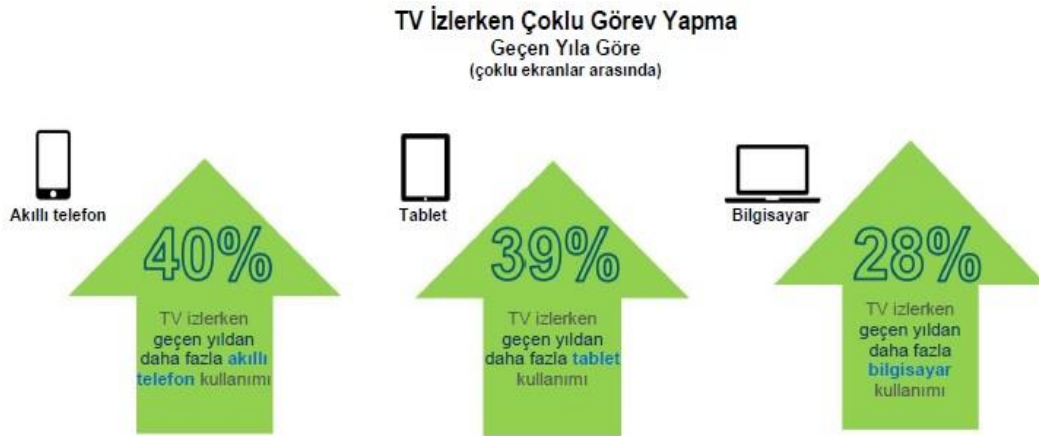 TV İzlerken Çoklu Görev Yapma
Geçen Yıla Göre
(çoklu ekranlar arasında)
Akıllı telefon
40%
TV izlerken
geçen yıldan
daha fazla akıllı
telefon kullanımı
Tablet
39%
TV izlerken
geçen yıldan
daha fazla tablet
kullanımı
Bilgisayar
28%
TV izlerken
geçen yıldan
daha fazla
bilgisayar
kullanımı